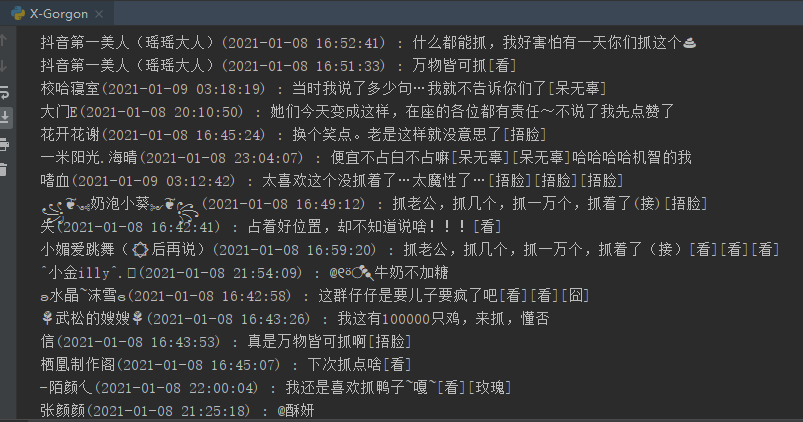 X-Gorgon
抖音第一美人（瑶瑶大人）(2021-01-08 16:52:41) : 什么都能抓，我好害怕有一天你们抓这个💩
抖音第一美人（瑶瑶大人）(2021-01-08 16:51:33) : 万物皆可抓[看]
校哈寝室(2021-01-09 03:18:19) : 当时我说了多少句…我就不告诉你们了[呆无辜]
大门E(2021-01-08 20:10:50) : 她们今天变成这样，在座的各位都有责任～不说了我先点赞了
花开花谢(2021-01-08 16:45:24) : 换个笑点。老是这样就没意思了[捂脸]
一米阳光.海晴(2021-01-08 23:04:07) : 便宜不占白不占嘛[呆无辜][呆无辜]哈哈哈哈机智的我
嗜血(2021-01-09 03:12:42) : 太喜欢这个没抓着了…太魔性了…[捂脸][捂脸][捂脸]
奶泡小葵(2021-01-08 16:49:12) : 抓老公，抓几个，抓一万个，抓着了(接)[捂脸]
(2021-01-08 16:42:41) : 占着好位置，却不知道说啥！！！[看]
小媚爱跳舞（۞后再说）(2021-01-08 16:59:20) : 抓老公，抓几个，抓一万个，抓着了（接）[看][看][看]
ˆ小金illyˆ.(2021-01-08 21:54:09) : @牛奶不加糖
ʚ水晶~沫雪ɞ(2021-01-08 16:42:58) : 这群仔仔是要儿子要疯了吧[看][看][囧]
🌹武松的嫂嫂🌹(2021-01-08 16:43:26) : 我这有100000只鸡，来抓，懂否
信(2021-01-08 16:43:53) : 真是万物皆可抓啊[捂脸]
栖凰制作阁(2021-01-08 16:45:07) : 下次抓点啥[看]
-陌颜乀(2021-01-08 22:00:04) : 我还是喜欢抓鸭子~嘎~[看][玫瑰]
张颜颜(2021-01-08 21:25:18) : @酥妍